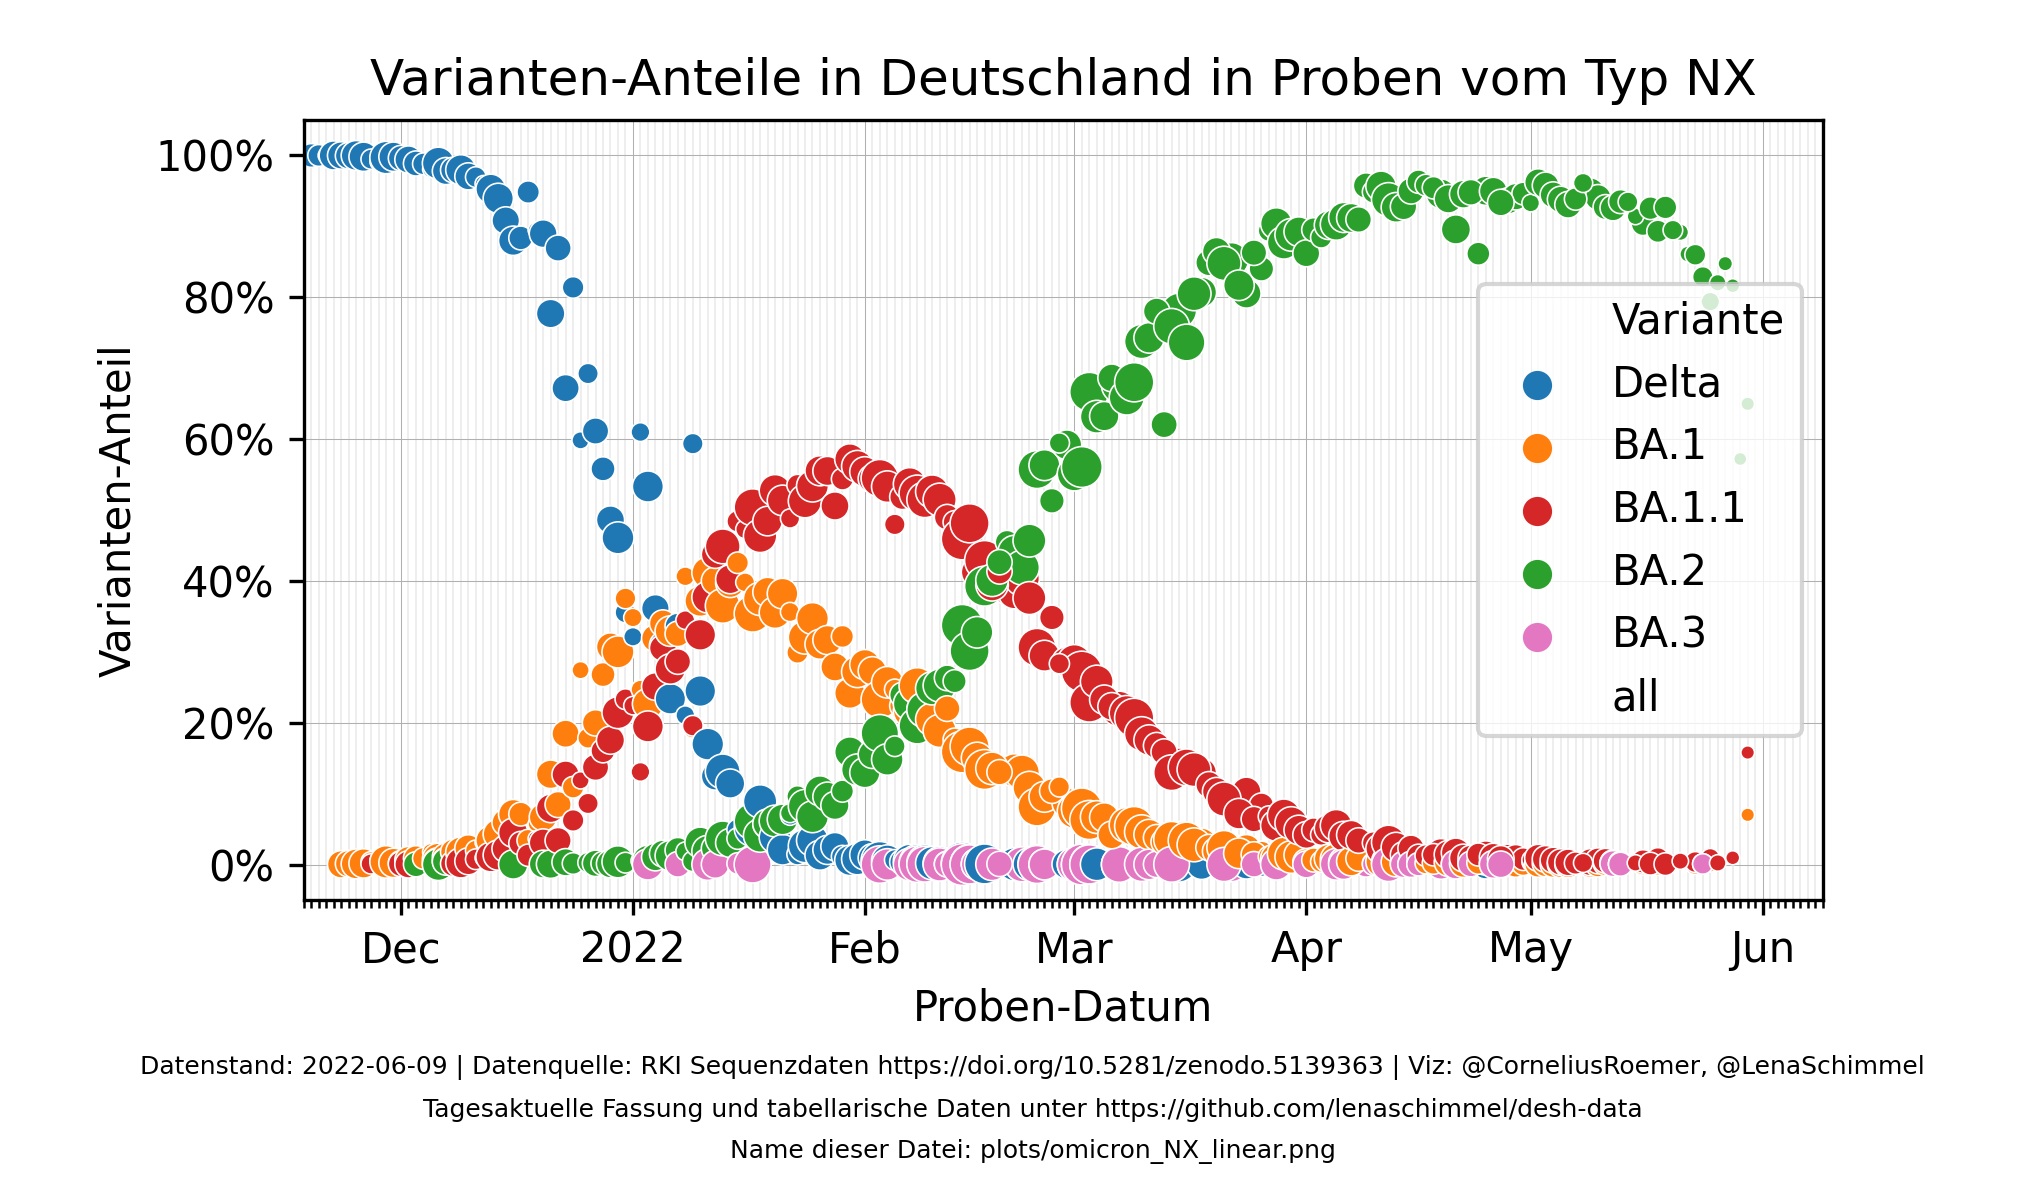 Varianten-Anteile in Deutschland in Proben vom Typ NX
100%
80%
60%
40%
20%
0%
Varianten-Anteil
Variante
Delta
BA.1
BA.1.1
BA.2
BA.3
all
Dec 2022 Feb Mar Apr May Jun
Proben-Datum
Datenstand: 2022-06-09 | Datenquelle: RKI Sequenzdaten https://doi.org/10.5281/zenodo.5139363 | Viz: @CorneliusRoemer, @LenaSchimmel
Tagesaktuelle Fassung und tabellarische Daten unter https://github.com/lenaschimmel/desh-data
Name dieser Datei: plots/omicron_NX_linear.png